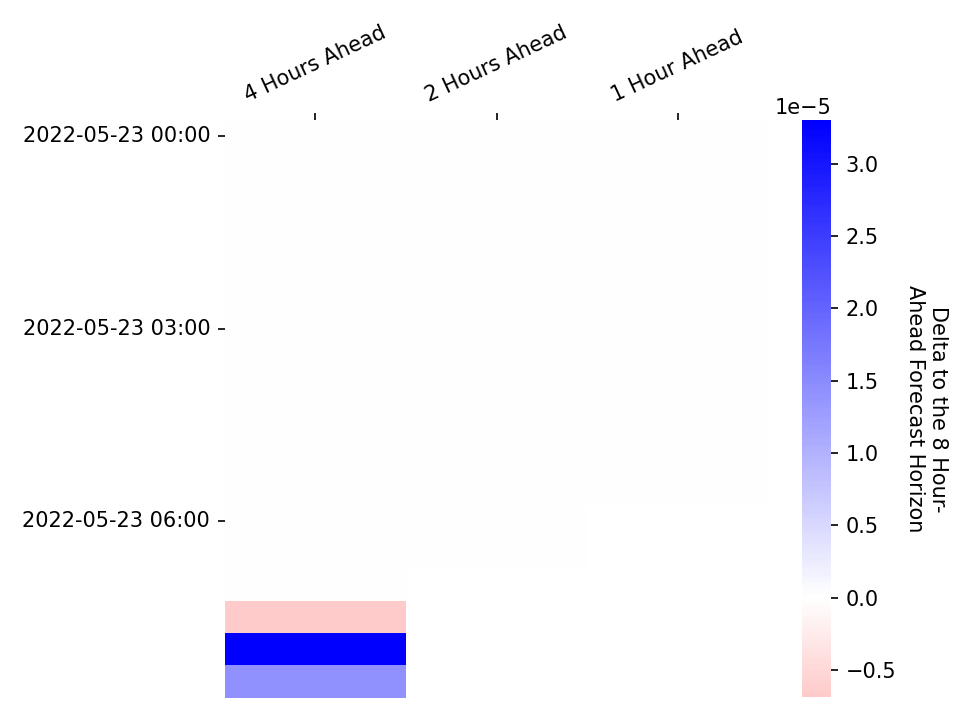 4 Hours Ahead
2 Hours Ahead
1 Hour Ahead
1e−5
2022-05-23 00:00
2022-05-23 03:00
2022-05-23 06:00
3.0
2.5
2.0
1.5
1.0
0.5
0.0
−0.5
Delta to the 8 Hour-
Ahead Forecast Horizon